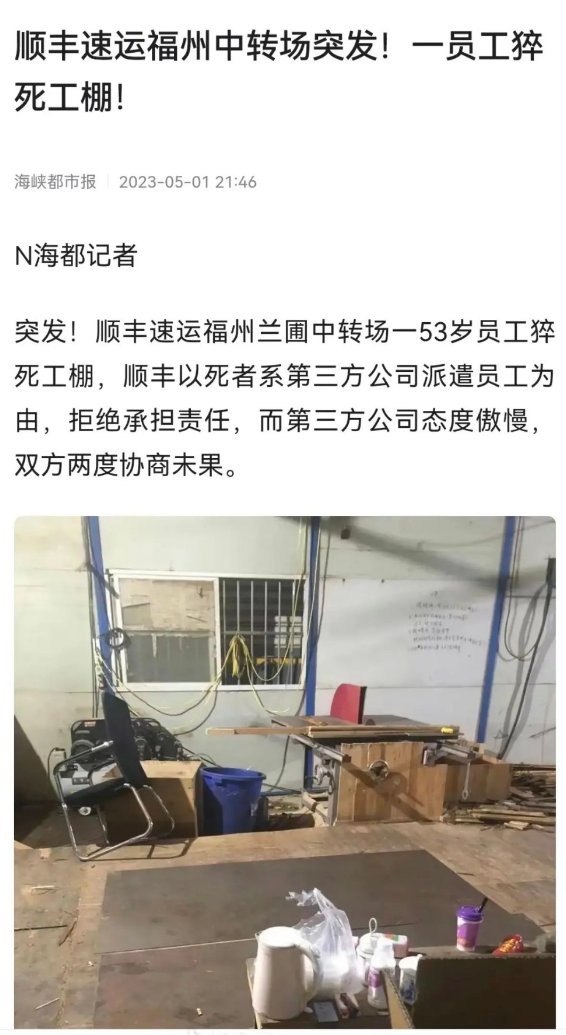 顺丰速运福州中转场突发！一员工猝
死工棚！
海峡都市报 2023-05-01 21:46
N海都记者
突发！顺丰速运福州兰圃中转场一53岁员工猝
死工棚，顺丰以死者系第三方公司派遣员工为
由，拒绝承担责任，而第三方公司态度傲慢，
双方两度协商未果。